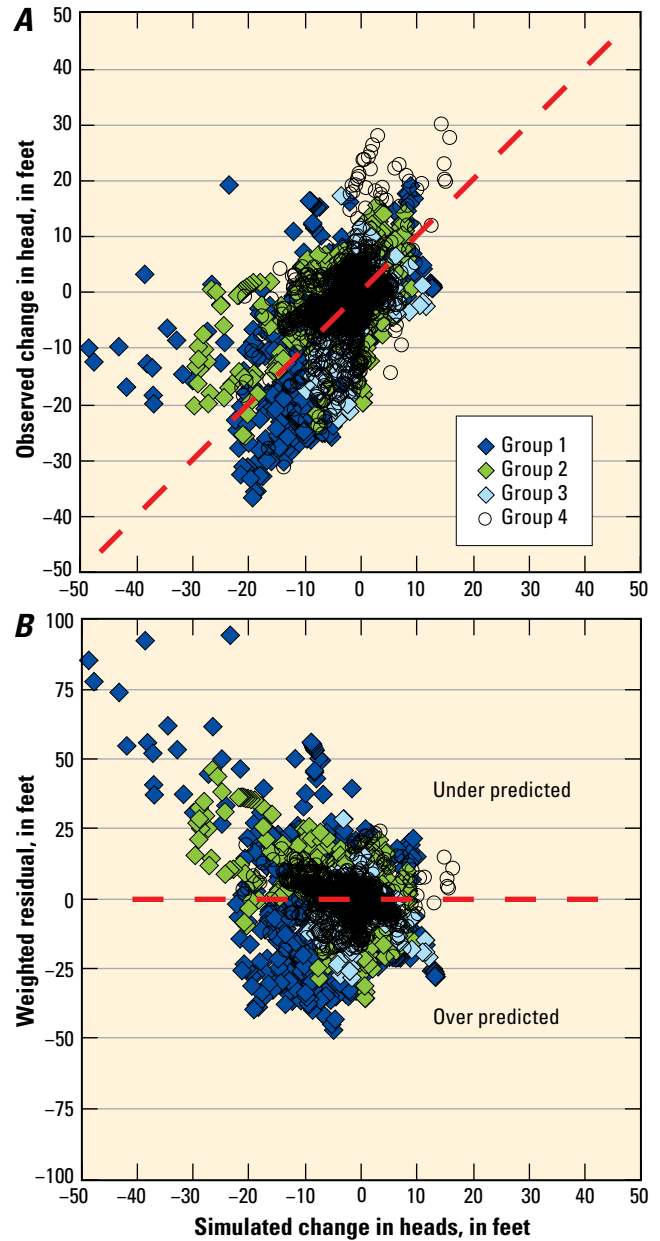 A
50
40
30
20
10
0
–10
–20
–30
–40
–50
Observed change in head, in feet
Group 1
Group 2
Group 3
Group 4
–50 –40 –30 –20 –10 0 10 20 30 40 50
B
100
75
50
25
0
–25
–50
–75
–100
Weighted residual, in feet
Under predicted
Over predicted
–50 –40 –30 –20 –10 0 10 20 30 40 50
Simulated change in heads, in feet